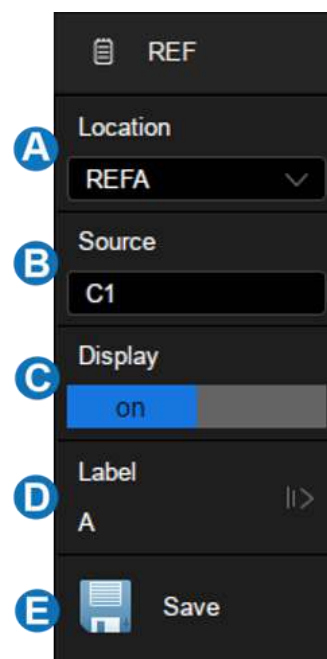 REF
A
Location
REFA
B
Source
C1
C
Display
on
D
Label
A
E
Save